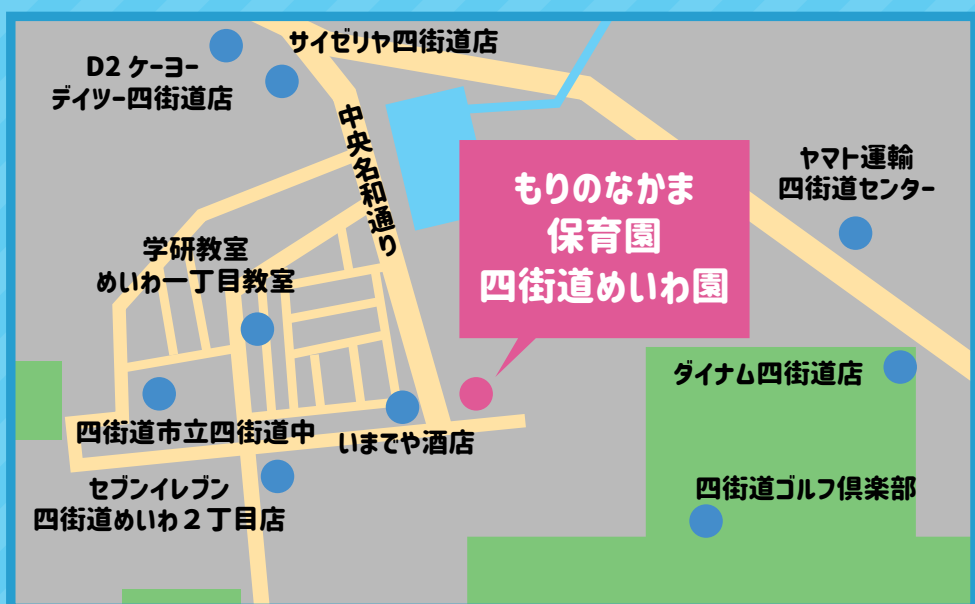 サイゼリヤ四街道店
D2 ケーヨー
デイツー四街道店
中央名和通り
ヤマト運輸
四街道センター
もりのなかま
保育園
四街道めいわ園
学研教室
めいわ一丁目教室
ダイナム四街道店
四街道市立四街道中
いまでや酒店
セブンイレブン
四街道めいわ２丁目店
四街道ゴルフ倶楽部